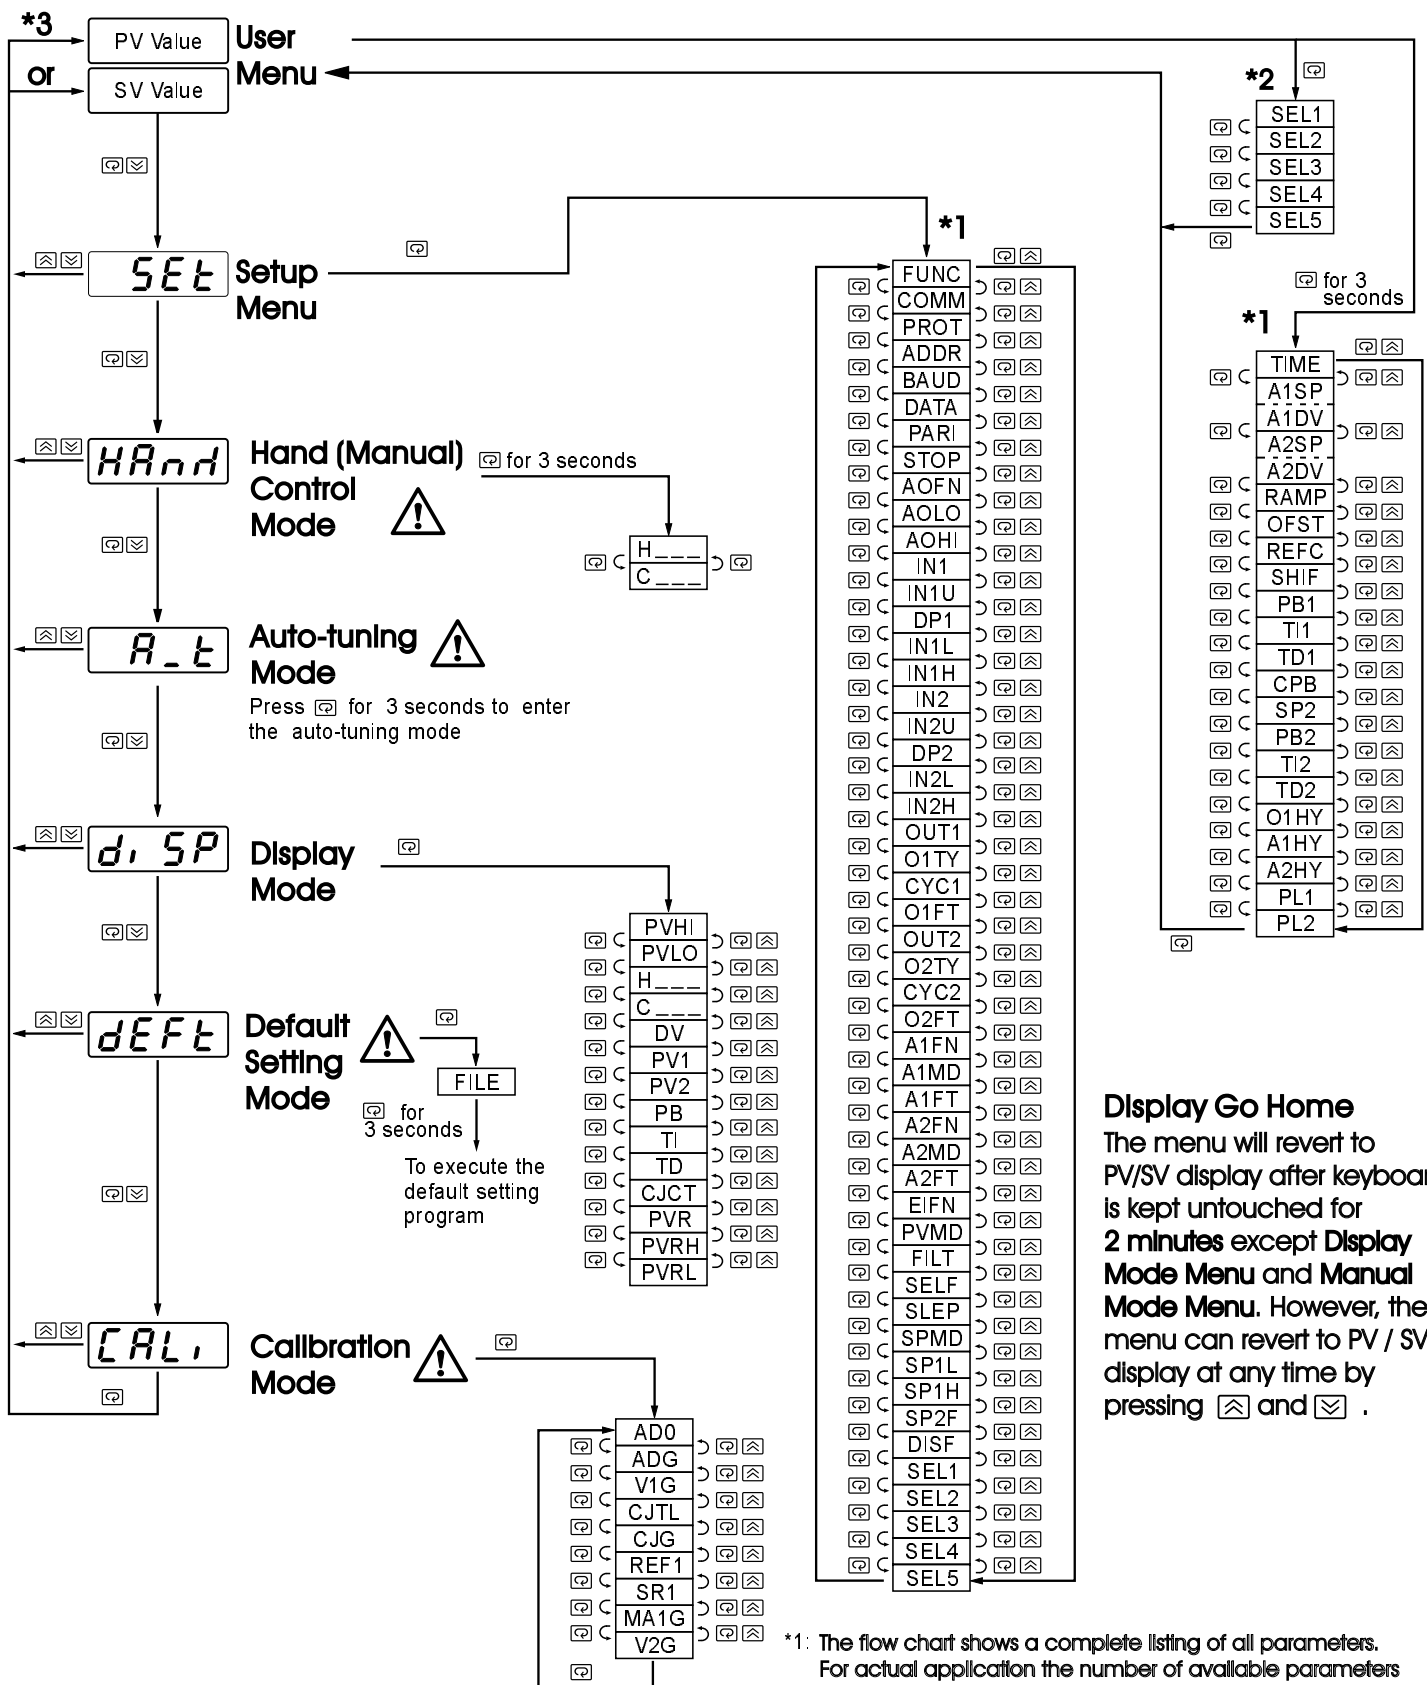 *3
PV Value
User
Menu
or
SV Value
*2
SEL1
SEL2
SEL3
SEL4
SEL5
for 3
seconds
*1
TIME
A1SP
A1DV
A2SP
A2DV
RAMP
OFST
REFC
SHIF
PB1
TI1
TD1
CPB
SP2
PB2
TI2
TD2
O1HY
A1HY
A2HY
PL1
PL2
SEt
Setup
Menu
*1
FUNC
COMM
PROT
ADDR
BAUD
DATA
PARI
STOP
AOFN
AOLO
AOHI
IN1
IN1U
DP1
IN1L
IN1H
IN2
IN2U
DP2
IN2L
IN2H
OUT1
O1TY
CYC1
O1FT
OUT2
O2TY
CYC2
O2FT
A1FN
A1MD
A1FT
A2FN
A2MD
A2FT
EIFN
PVMD
FILT
SELF
SLEP
SPMD
SP1L
SP1H
SP2F
DISF
SEL1
SEL2
SEL3
SEL4
SEL5
HAnd
Hand (Manual)
Control
Mode
for 3 seconds
H___
C___
A_t
Auto-tuning
Mode
Press for 3 seconds to enter
the auto-tuning mode
diSP
Display
Mode
PVHI
PVLO
H___
C___
DV
PV1
PV2
PB
TI
TD
CJCT
PVR
PVRH
PVRL
dEFt
Default
Setting
Mode
FILE
for
3 seconds
To execute the
default setting
program
CALi
Calibration
Mode
AD0
ADG
V1G
CJTL
CJG
REF1
SR1
MA1G
V2G
Display Go Home
The menu will revert to
PV/SV display after keyboar
is kept untouched for
2 minutes except Display
Mode Menu and Manual
Mode Menu. However, the
menu can revert to PV / SV
display at any time by
pressing and .
*1: The flow chart shows a complete listing of all parameters.
For actual application the number of available parameters